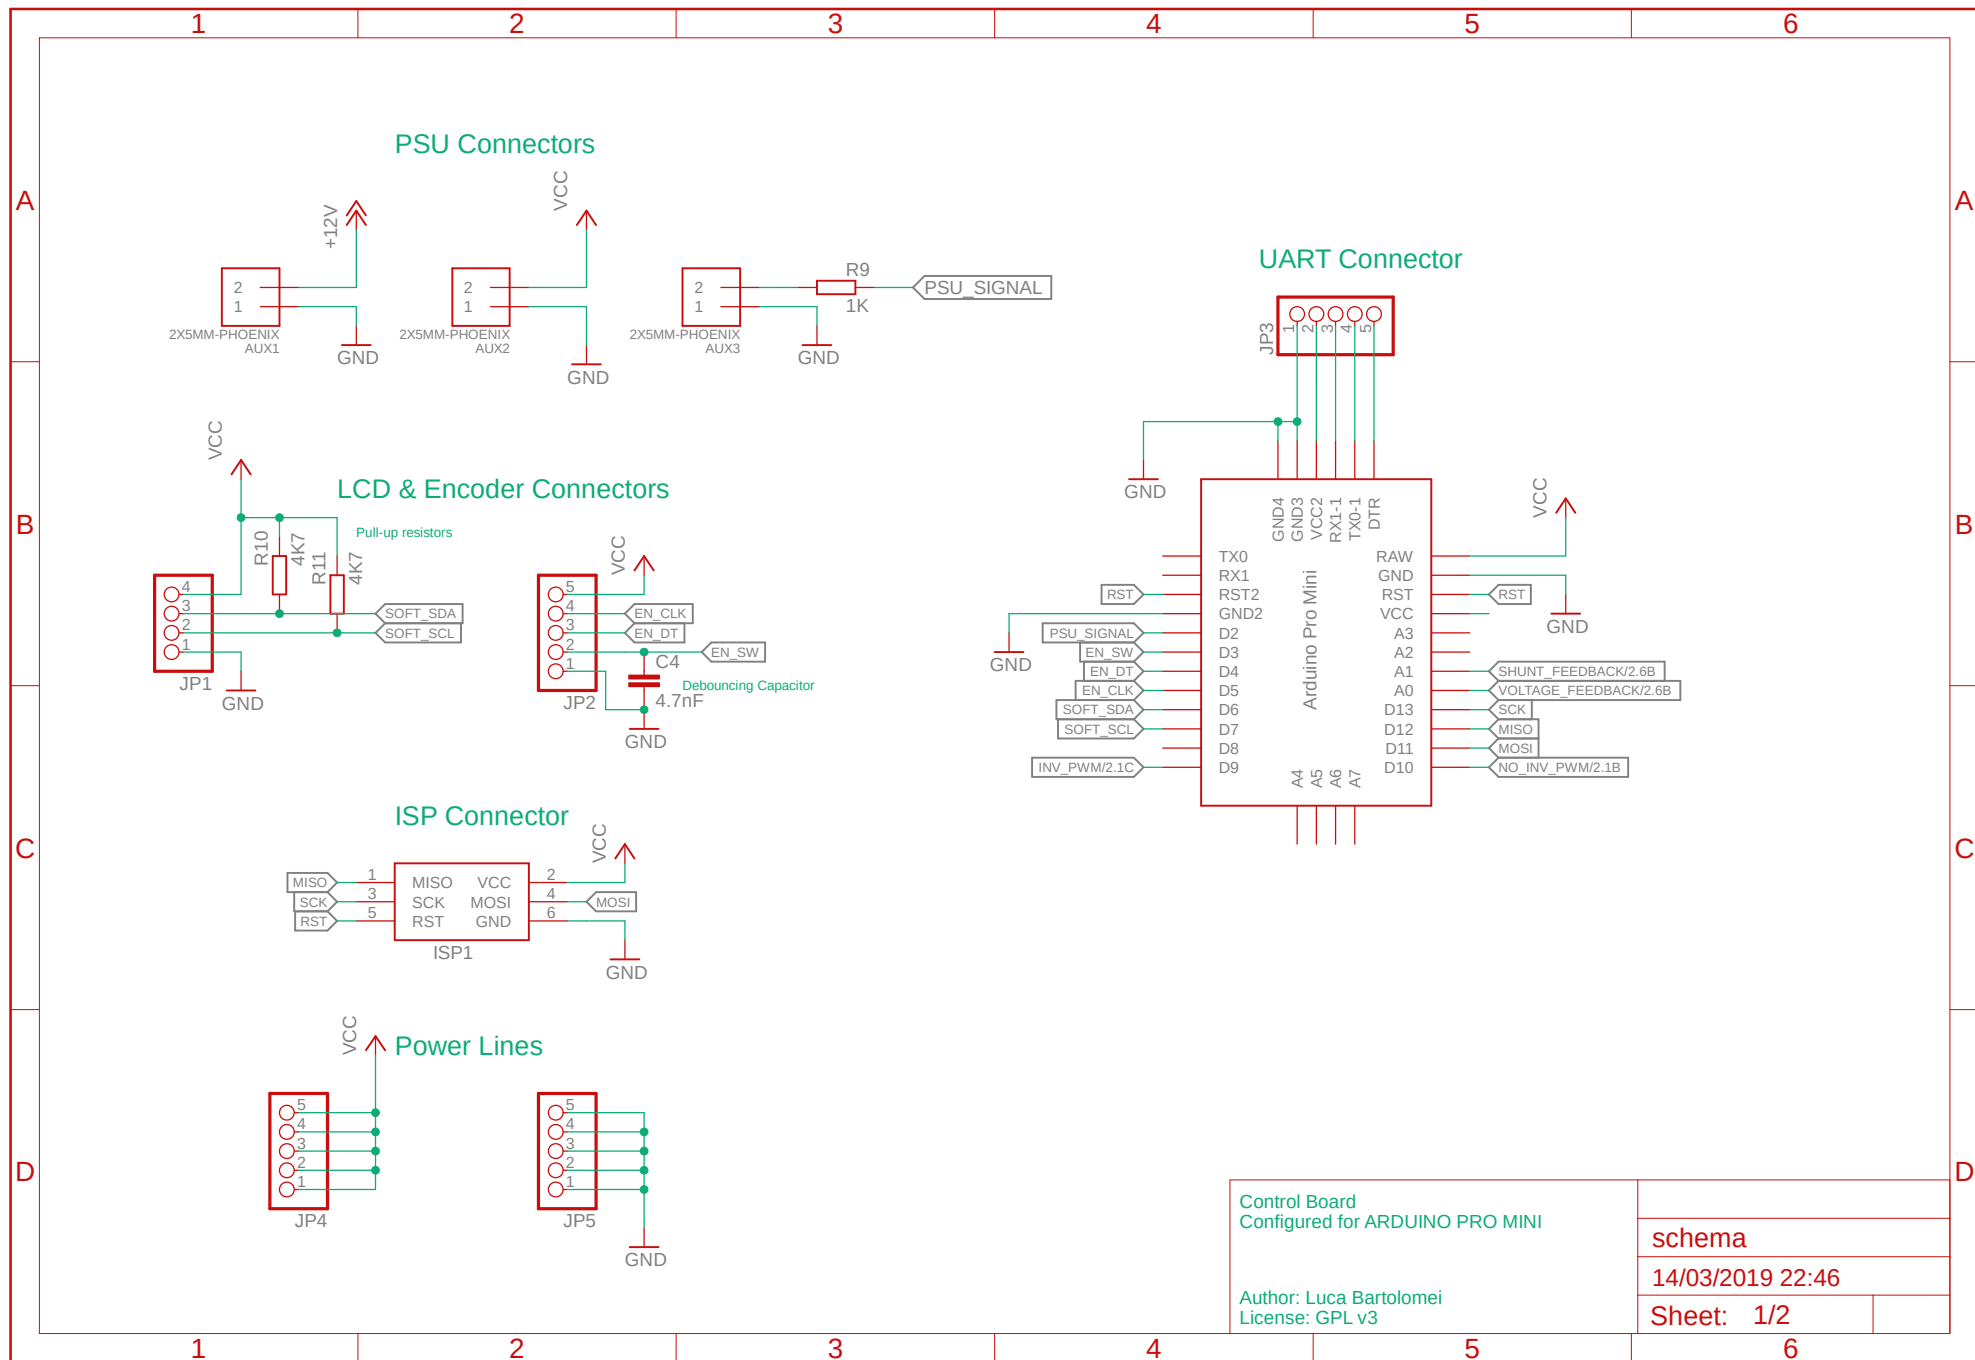 1 2 3 4 5 6
A A
PSU Connectors
+12V
VCC
2
1
2X5MM-PHOENIX
AUX1
GND
2
1
2X5MM-PHOENIX
AUX2
GND
2
1
2X5MM-PHOENIX
AUX3
R9
1K
PSU_SIGNAL
GND
UART Connector
JP3
1 2 3 4 5
GND
B B
VCC
LCD & Encoder Connectors
Pull-up resistors
R10
4K7
R11
4K7
4
3
2
1
JP1
SOFT_SDA
SOFT_SCL
GND
VCC
5
4
3
2
1
JP2
EN_CLK
EN_DT
EN_SW
C4
4.7nF
Debouncing Capacitor
GND
GND4 GND3 VCC2 RX1-1 TX0-1 DTR
Arduino Pro Mini
TX0
RX1
RST RST2
GND2
GND
PSU_SIGNAL D2
EN_SW D3
EN_DT D4
EN_CLK D5
SOFT_SDA D6
SOFT_SCL D7
D8
INV_PWM/2.1C D9
VCC
RAW
GND
RST RST
VCC
GND
A3
A2
A1 SHUNT_FEEDBACK/2.6B
A0 VOLTAGE_FEEDBACK/2.6B
D13 SCK
D12 MISO
D11 MOSI
D10 NO_INV_PWM/2.1B
A4 A5 A6 A7
C C
ISP Connector
VCC
MISO 1 MISO VCC 2
SCK 3 SCK MOSI 4 MOSI
RST 5 RST GND 6
ISP1
GND
D D
VCC
Power Lines
5
4
3
2
1
JP4
5
4
3
2
1
JP5
GND
Control Board
Configured for ARDUINO PRO MINI
Author: Luca Bartolomei
License: GPL v3
schema
14/03/2019 22:46
Sheet: 1/2
1 2 3 4 5 6